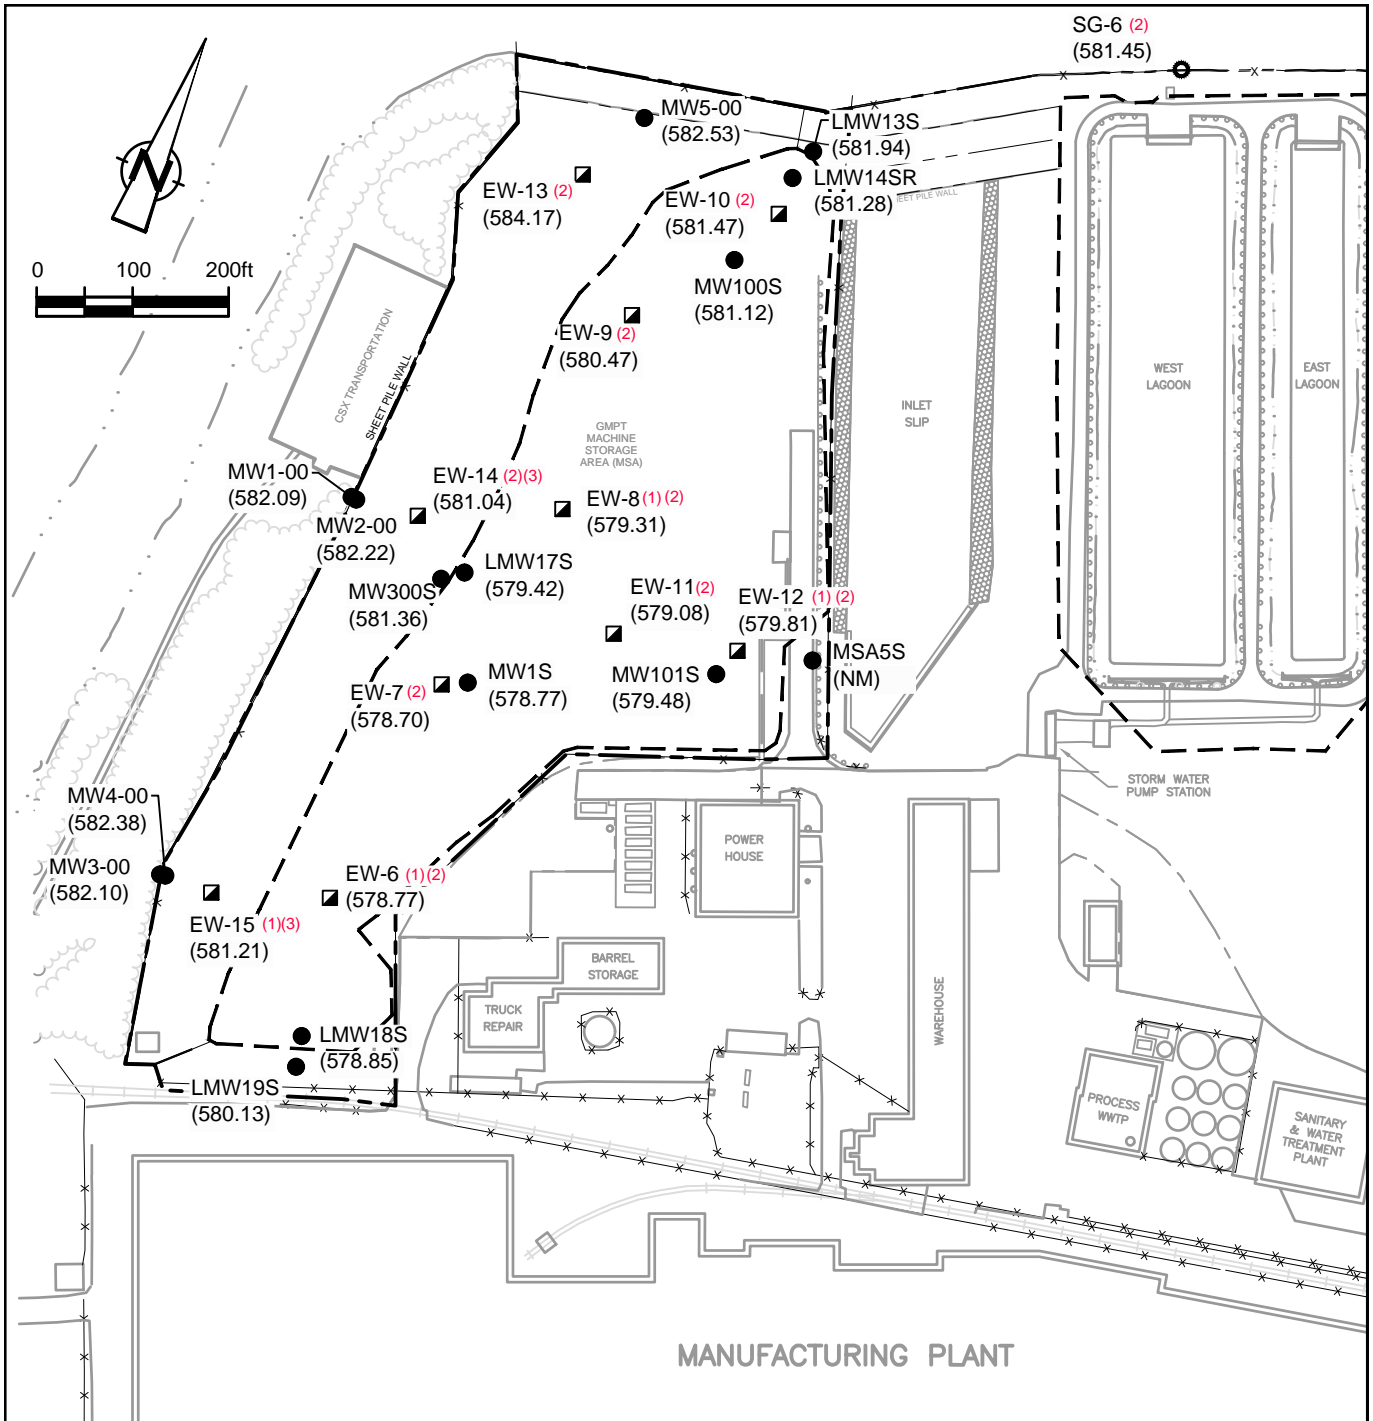 SG-6 (2)
(581.45)
MW5-00
(582.53)
LMW13S
(581.94)
EW-13 (2)
(584.17)
EW-10 (2)
(581.47)
LMW14SR
(581.28)
SHEET PILE WALL
N
0 100 200ft
MW100S
(581.12)
EW-9 (2)
(580.47)
CSX TRANSPORTATION
SHEET PILE WALL
WEST
LAGOON
EAST
LAGOON
INLET
SLIP
GMPT
MACHINE
STORAGE
AREA (MSA)
MW1-00
(582.09)
EW-14 (2)(3)
(581.04)
EW-8 (1) (2)
(579.31)
MW2-00
(582.22)
LMW17S
(579.42)
MW300S
(581.36)
EW-11 (2)
(579.08)
EW-12 (1) (2)
(579.81)
MSA5S
(NM)
MW1S
(578.77)
MW101S
(579.48)
EW-7 (2)
(578.70)
STORM WATER
PUMP STATION
MW4-00
(582.38)
MW3-00
(582.10)
POWER
HOUSE
EW-6 (1)(2)
(578.77)
EW-15 (1)(3)
(581.21)
BARREL
STORAGE
TRUCK
REPAIR
WAREHOUSE
LMW18S
(578.85)
LMW19S
(580.13)
PROCESS
WWTP
SANITARY
& WATER
TREATMENT
PLANT
MANUFACTURING PLANT